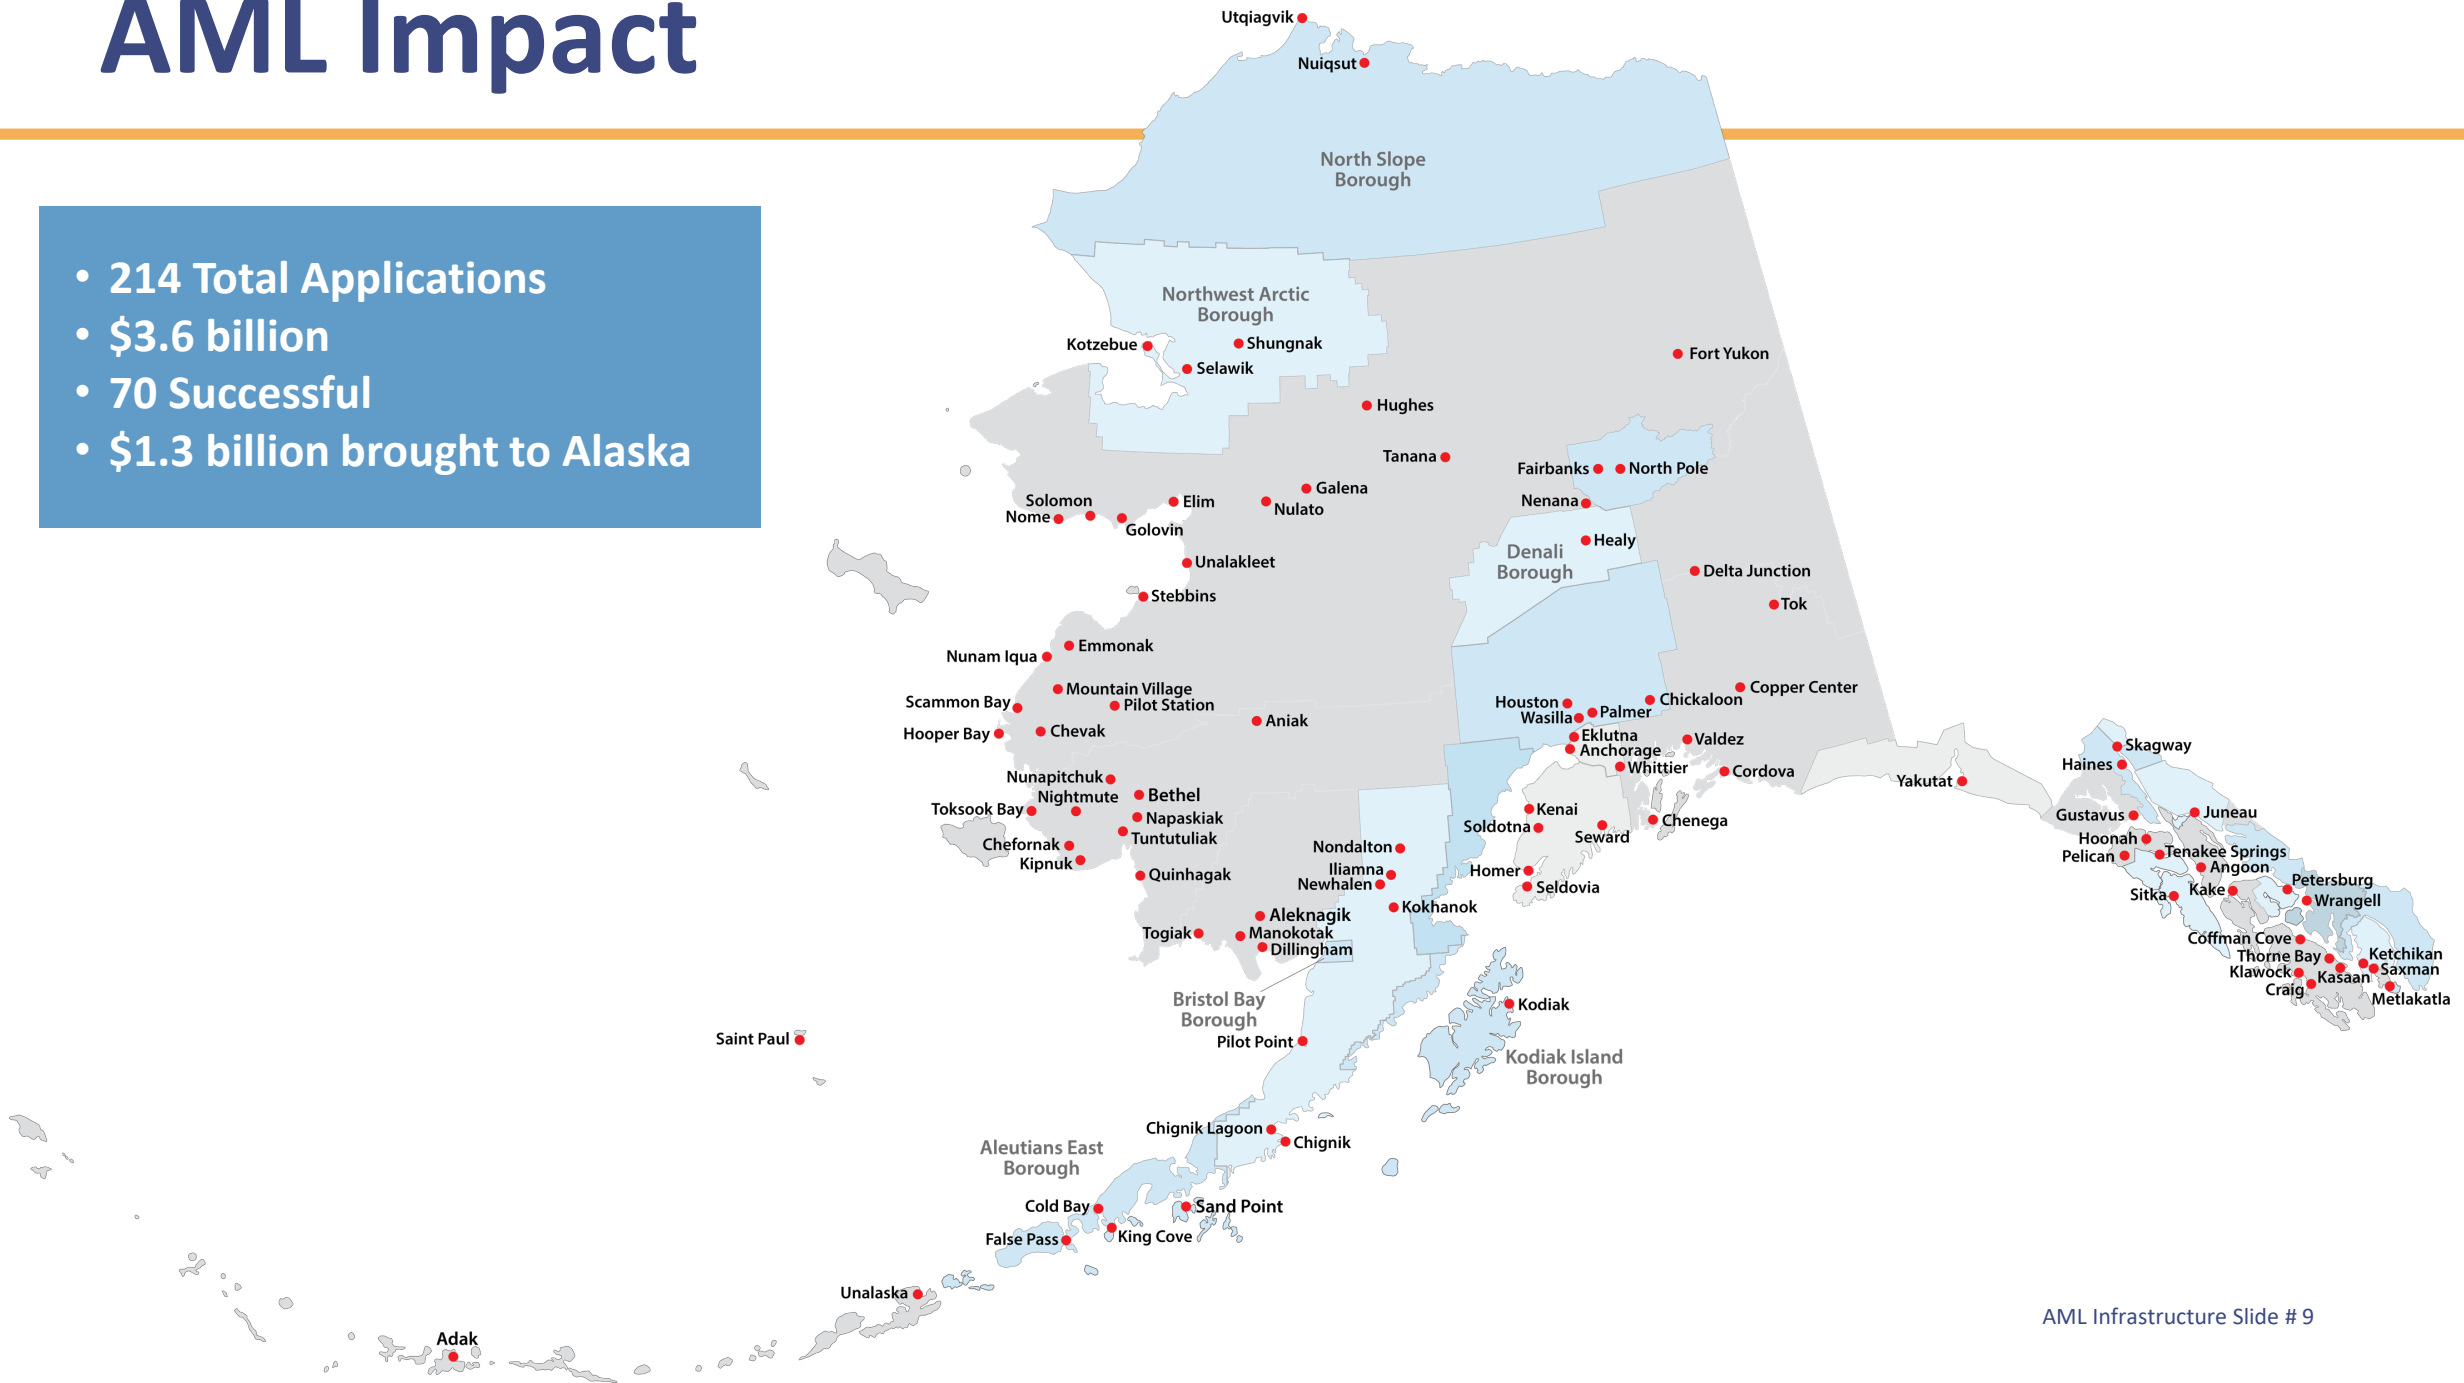 AML Impact
• 214 Total Applications
• $3.6 billion
• 70 Successful
• $1.3 billion brought to Alaska
Utqiagvik
Nuiqsut
North Slope
Borough
Northwest Arctic
Borough
Kotzebue
Shungnak
Selawik
Fort Yukon
Hughes
Tanana
Fairbanks
North Pole
Galena
Nulato
Nenana
Solomon
Elim
Nome
Golovin
Healy
Denali
Borough
Unalakleet
Delta Junction
Stebbins
Tok
Emmonak
Nunam Iqua
Mountain Village
Scammon Bay
Pilot Station
Hooper Bay
Chevak
Aniak
Houston
Chickaloon
Copper Center
Wasilla
Palmer
Eklutna
Anchorage
Valdez
Whittier
Cordova
Yakutat
Skagway
Haines
Nunapitchuk
Nightmute
Bethel
Toksook Bay
Napaskiak
Tuntutuliak
Chefornak
Kipnuk
Quinhagak
Kenai
Soldotna
Seward
Chenega
Gustavus
Juneau
Hoonah
Tenakee Springs
Pelican
Angoon
Nondalton
Iliamna
Newhalen
Homer
Seldovia
Kokhanok
Petersburg
Sitka
Kake
Wrangell
Aleknagik
Togiak
Manokotak
Dillingham
Coffman Cove
Thorne Bay
Ketchikan
Klawock
Kasaan
Saxman
Craig
Metlakatla
Bristol Bay
Borough
Kodiak
Saint Paul
Pilot Point
Kodiak Island
Borough
Chignik Lagoon
Chignik
Aleutians East
Borough
Cold Bay
Sand Point
False Pass
King Cove
Unalaska
Adak
AML Infrastructure Slide # 9